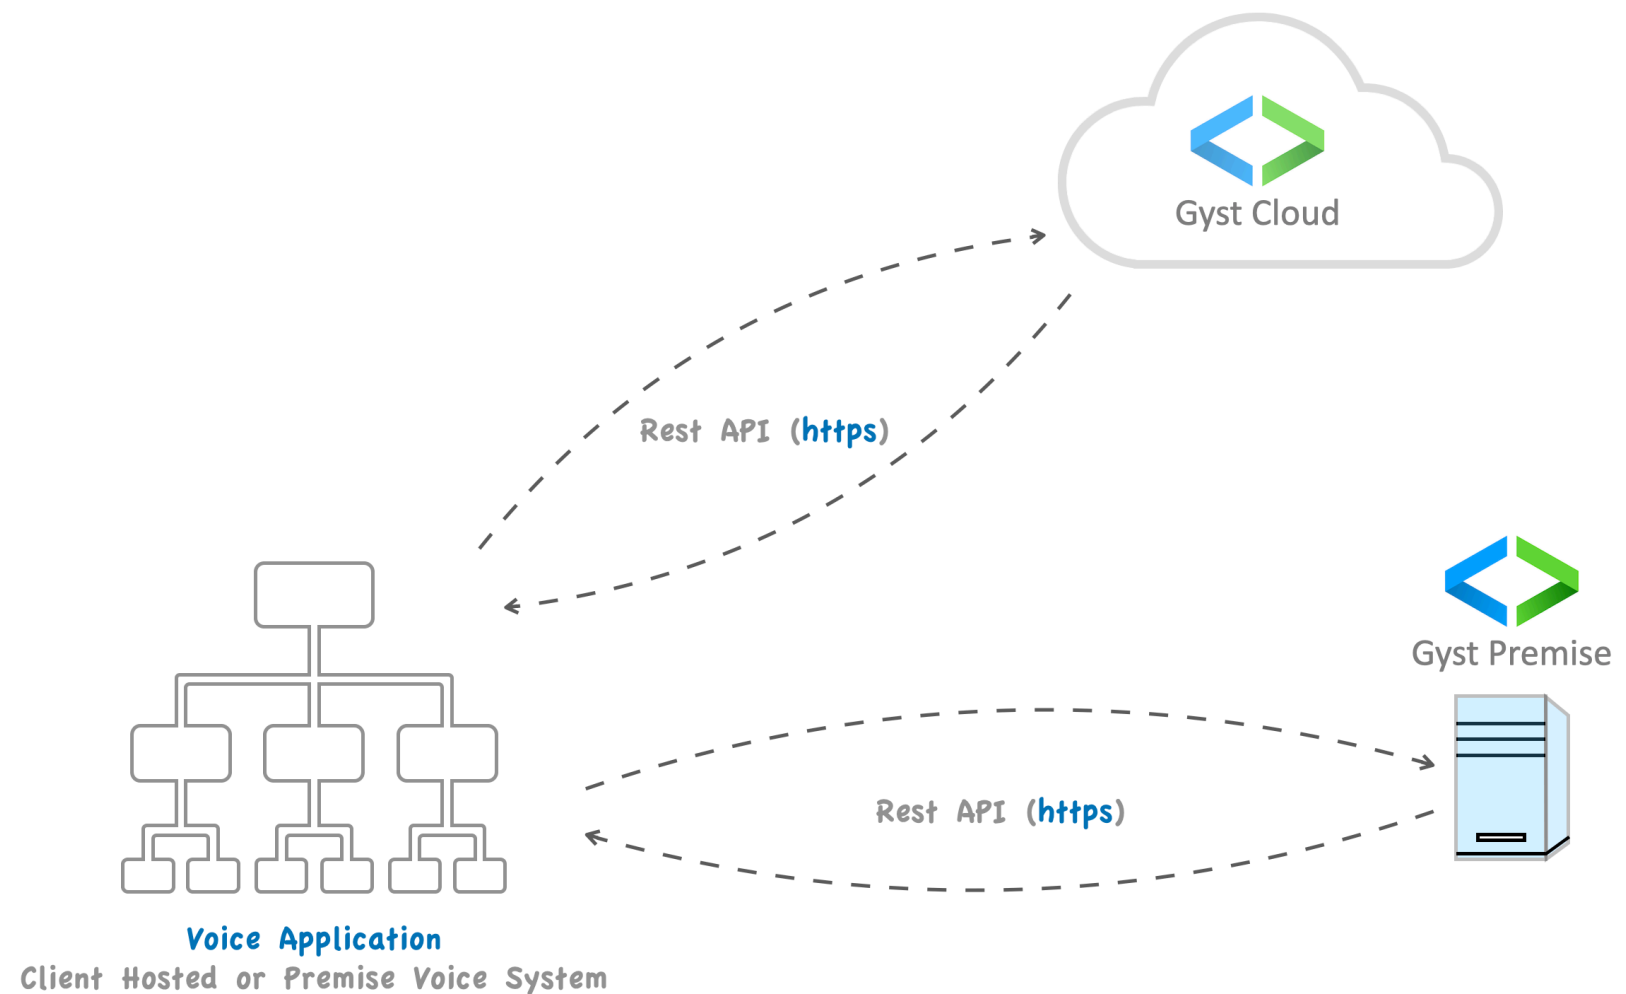 Gyst Cloud
Rest API (https)
Gyst Premise
Rest API (https)
Voice Application
Client Hosted or Premise Voice System